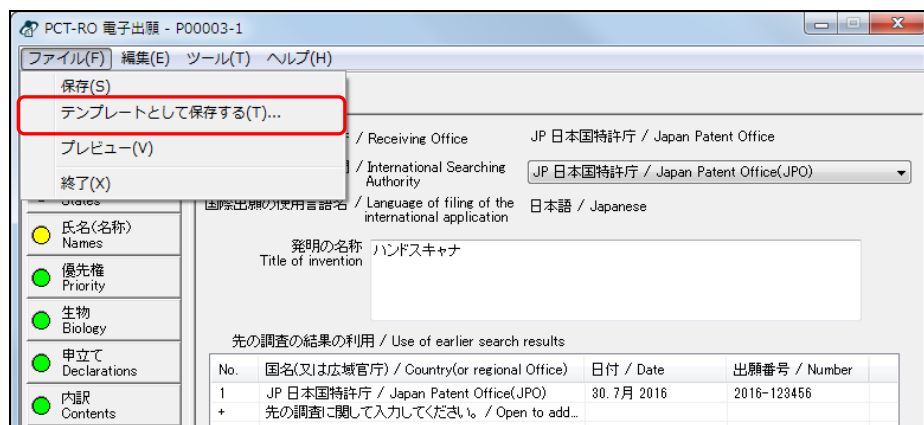 PCT-RO 電子出願 - P00003-1
ファイル(F) 編集(E) ツール(T) ヘルプ(H)
保存(S)
テンプレートとして保存する(T)...
プレビュー(V)
終了(X)
/ Receiving Office JP 日本国特許庁 / Japan Patent Office
/ International Searching Authority JP 日本国特許庁 / Japan Patent Office(JPO)
States
国際出願の使用言語名 / Language of filing of the international application 日本語 / Japanese
氏名(名称)
Names
発明の名称
Title of invention
ハンドスキャナ
優先権
Priority
生物
Biology
先の調査の結果の利用 / Use of earlier search results
申立て
Declarations
No. 国名(又は広域官庁) / Country(or regional Office) 日付 / Date 出願番号 / Number
1 JP 日本国特許庁 / Japan Patent Office(JPO) 30. 7月 2016 2016-123456
+ 先の調査に関して入力してください。 / Open to add...
内訳
Contents